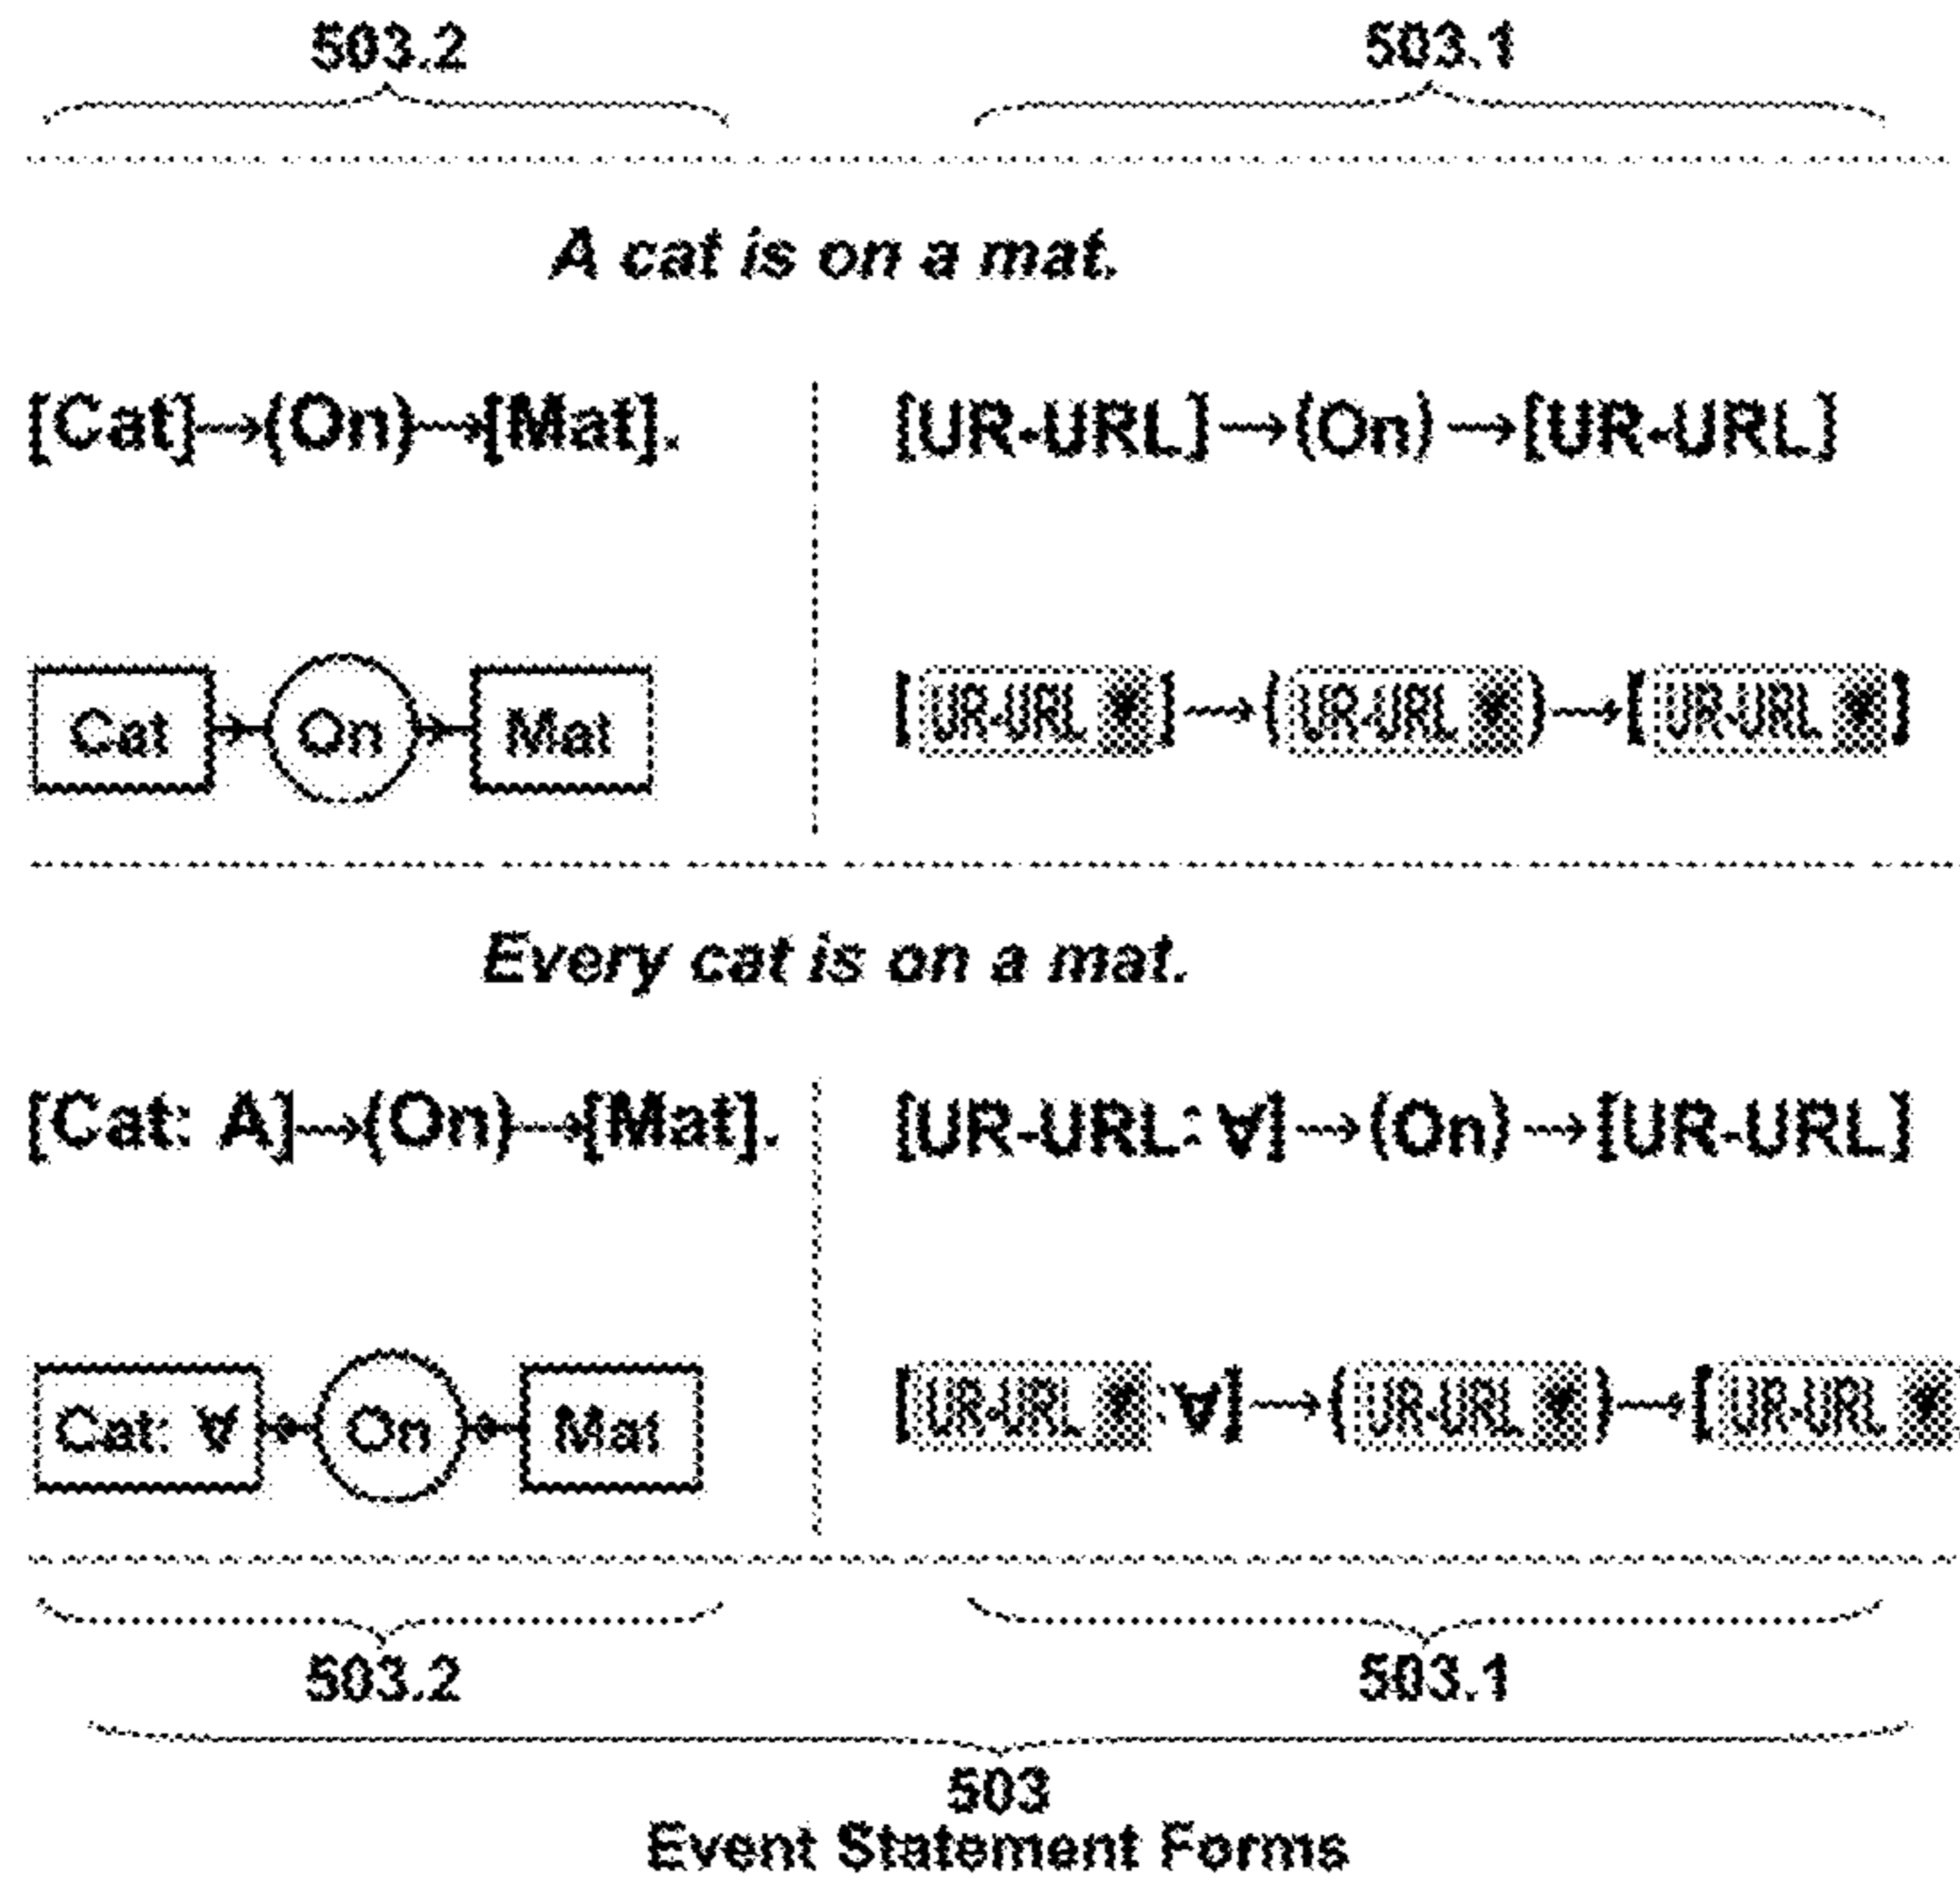 503.2 503.1
A cat is on a mat.
[Cat]→(On)→[Mat]. [UR-URL]→(On)→[UR-URL]
Cat On Mat [UR-URL ▼]→(UR-URL ▼)→[UR-URL ▼]
Every cat is on a mat.
[Cat: A]→(On)→[Mat]. [UR-URL: ∀]→(On)→[UR-URL]
Cat: ∀ On Mat [UR-URL ▼:∀]→(UR-URL ▼)→[UR-URL ▼
503.2 503.1
503
Event Statement Forms